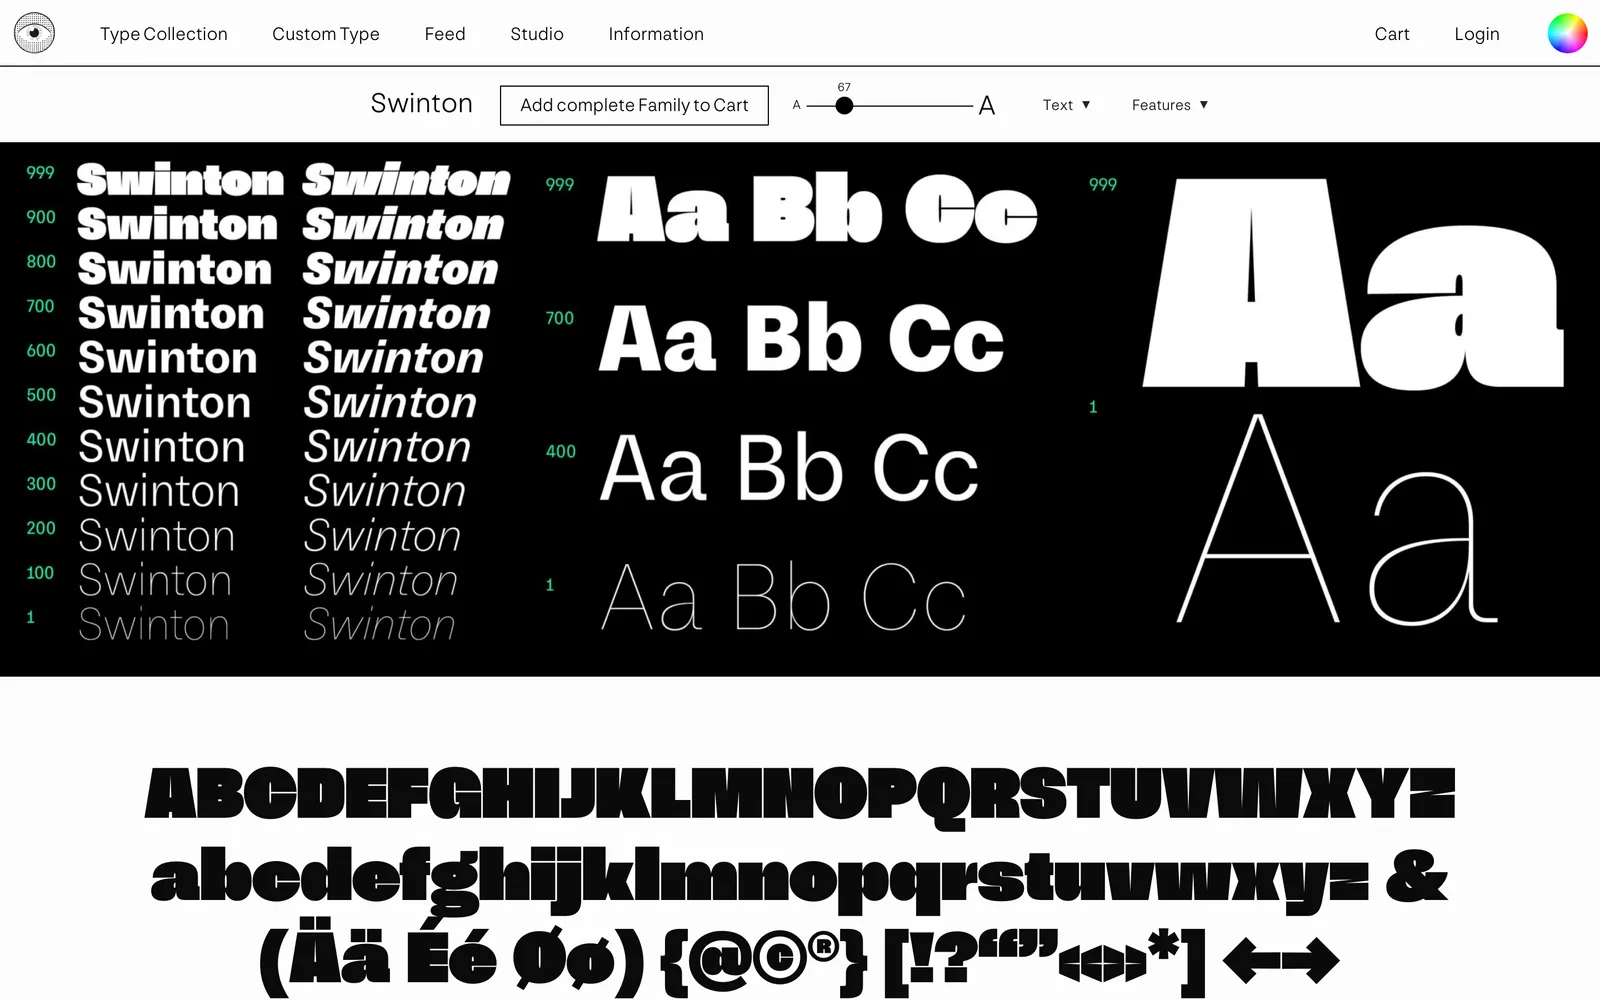 Type Collection Custom Type Feed Studio Information Cart Login
Swinton Add complete Family to Cart A 67 A Text ▼ Features ▼
999 Swinton Swinton
900 Swinton Swinton
800 Swinton Swinton
700 Swinton Swinton
600 Swinton Swinton
500 Swinton Swinton
400 Swinton Swinton
300 Swinton Swinton
200 Swinton Swinton
100 Swinton Swinton
1 Swinton Swinton
999 Aa Bb Cc
700 Aa Bb Cc
400 Aa Bb Cc
1 Aa Bb Cc
999 Aa
1 Aa
ABCDEFGHIJKLMNOPQRSTUVWXYZ
abcdefghijklmnopqrstuvwxyz &
(Ää Éé Øø) {@©®} [!?“”‹«»›*] ←→